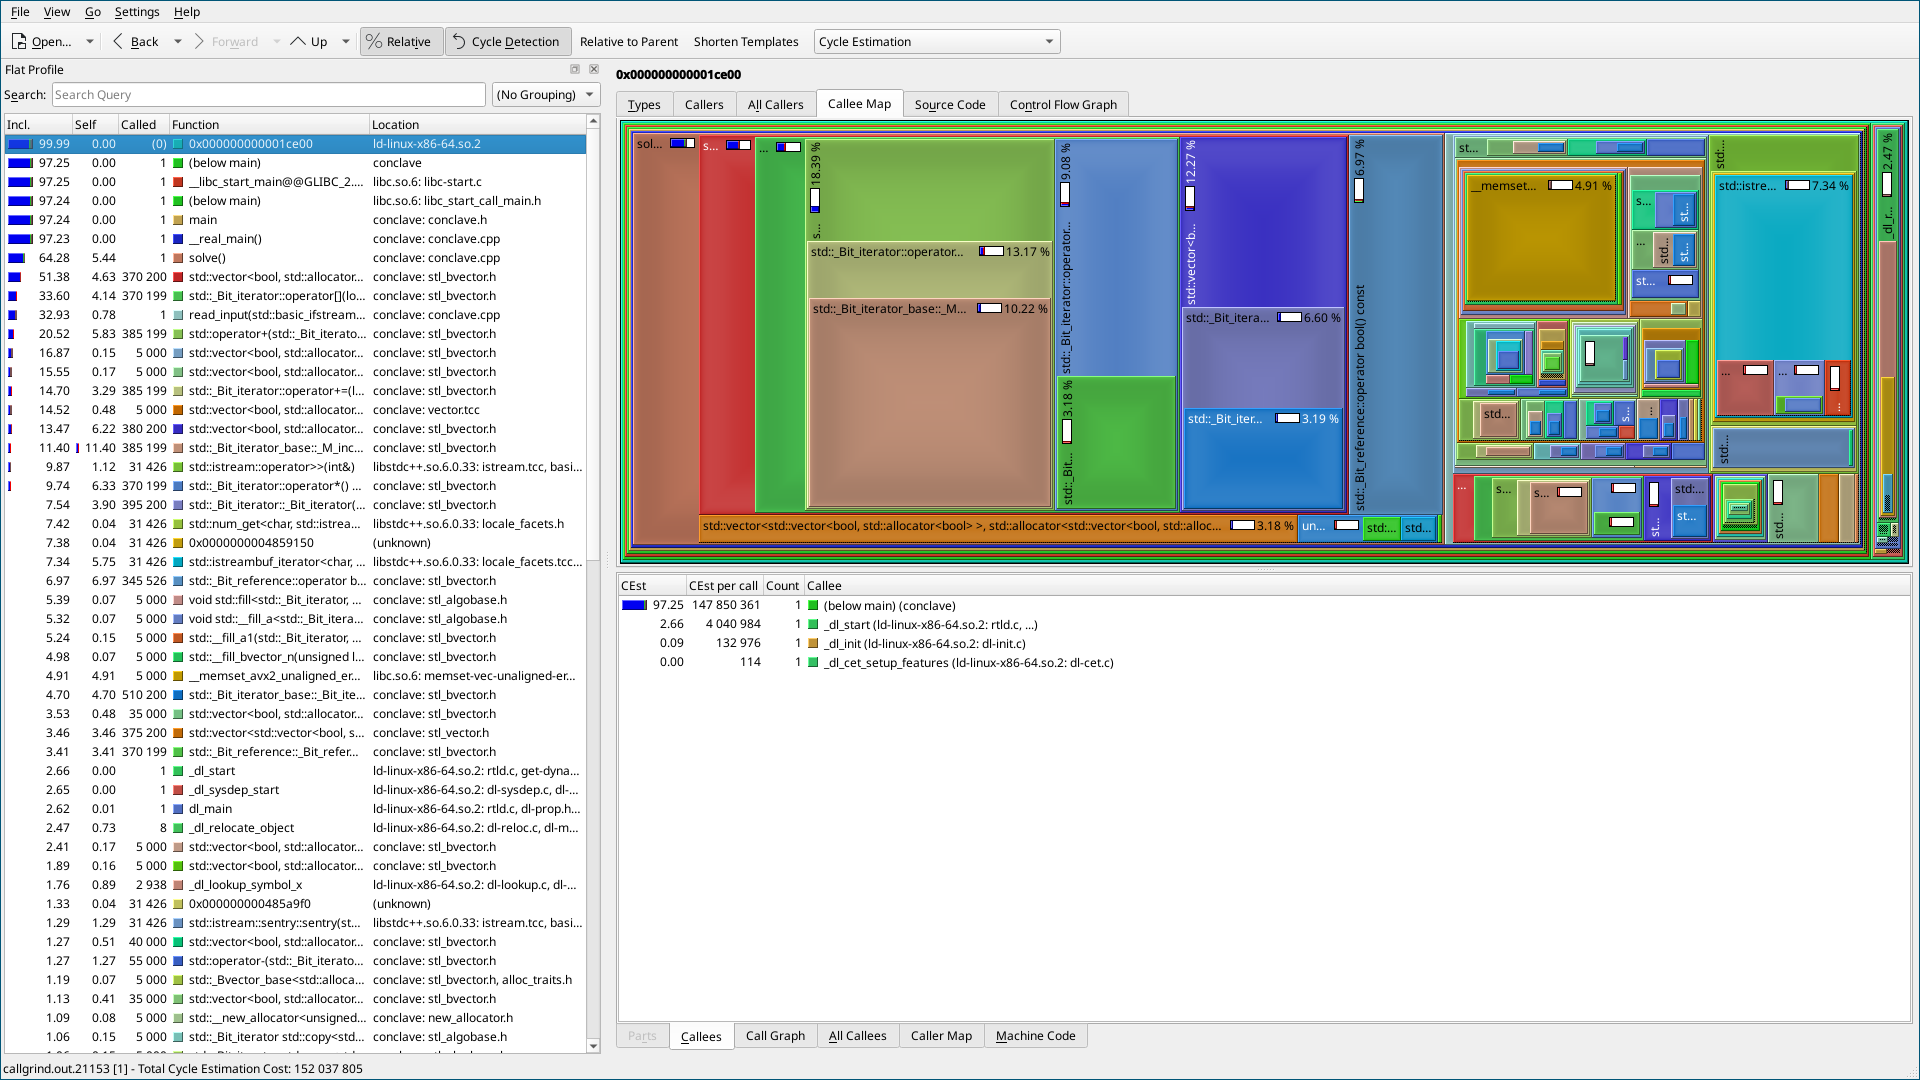 File View Go Settings Help
Open... Back Forward Up Relative Cycle Detection Relative to Parent Shorten Templates Cycle Estimation
Flat Profile
Search: Search Query (No Grouping)
Incl. Self Called Function Location
99.99 0.00 (0) 0x000000000001ce00 ld-linux-x86-64.so.2
97.25 0.00 1 (below main) conclave
97.25 0.00 1 __libc_start_main@@GLIBC_2.... libc.so.6: libc-start.c
97.24 0.00 1 (below main) libc.so.6: libc_start_call_main.h
97.24 0.00 1 main conclave: conclave.h
97.23 0.00 1 __real_main() conclave: conclave.cpp
64.28 5.44 1 solve() conclave: conclave.cpp
51.38 4.63 370 200 std::vector<bool, std::allocator... conclave: stl_bvector.h
33.60 4.14 370 199 std::_Bit_iterator::operator[](lo... conclave: stl_bvector.h
32.93 0.78 1 read_input(std::basic_ifstream... conclave: conclave.cpp
20.52 5.83 385 199 std::operator+(std::_Bit_iterato... conclave: stl_bvector.h
16.87 0.15 5 000 std::vector<bool, std::allocator... conclave: stl_bvector.h
15.55 0.17 5 000 std::vector<bool, std::allocator... conclave: stl_bvector.h
14.70 3.29 385 199 std::_Bit_iterator::operator+=(l... conclave: stl_bvector.h
14.52 0.48 5 000 std::vector<bool, std::allocator... conclave: vector.tcc
13.47 6.22 380 200 std::vector<bool, std::allocator... conclave: stl_bvector.h
11.40 11.40 385 199 std::_Bit_iterator_base::_M_inc... conclave: stl_bvector.h
9.87 1.12 31 426 std::istream::operator>>(int&) libstdc++.so.6.0.33: istream.tcc, basi...
9.74 6.33 370 199 std::_Bit_iterator::operator*() ... conclave: stl_bvector.h
7.54 3.90 395 200 std::_Bit_iterator::_Bit_iterator(... conclave: stl_bvector.h
7.42 0.04 31 426 std::num_get<char, std::istrea... libstdc++.so.6.0.33: locale_facets.h
7.38 0.04 31 426 0x0000000004859150 (unknown)
7.34 5.75 31 426 std::istreambuf_iterator<char, ... libstdc++.so.6.0.33: locale_facets.tcc...
6.97 6.97 345 526 std::_Bit_reference::operator b... conclave: stl_bvector.h
5.39 0.07 5 000 void std::fill<std::_Bit_iterator, ... conclave: stl_algobase.h
5.32 0.07 5 000 void std::__fill_a<std::_Bit_itera... conclave: stl_algobase.h
5.24 0.15 5 000 std::__fill_a1(std::_Bit_iterator, ... conclave: stl_bvector.h
4.98 0.07 5 000 std::__fill_bvector_n(unsigned l... conclave: stl_bvector.h
4.91 4.91 5 000 __memset_avx2_unaligned_er... libc.so.6: memset-vec-unaligned-er...
4.70 4.70 510 200 std::_Bit_iterator_base::_Bit_ite... conclave: stl_bvector.h
3.53 0.48 35 000 std::vector<bool, std::allocator... conclave: stl_bvector.h
3.46 3.46 375 200 std::vector<std::vector<bool, s... conclave: stl_vector.h
3.41 3.41 370 199 std::_Bit_reference::_Bit_refer... conclave: stl_bvector.h
2.66 0.00 1 _dl_start ld-linux-x86-64.so.2: rtld.c, get-dyna...
2.65 0.00 1 _dl_sysdep_start ld-linux-x86-64.so.2: dl-sysdep.c, dl-...
2.62 0.01 1 dl_main ld-linux-x86-64.so.2: rtld.c, dl-prop.h...
2.47 0.73 8 _dl_relocate_object ld-linux-x86-64.so.2: dl-reloc.c, dl-m...
2.41 0.17 5 000 std::vector<bool, std::allocator... conclave: stl_bvector.h
1.89 0.16 5 000 std::vector<bool, std::allocator... conclave: stl_bvector.h
1.76 0.89 2 938 _dl_lookup_symbol_x ld-linux-x86-64.so.2: dl-lookup.c, dl-...
1.33 0.04 31 426 0x000000000485a9f0 (unknown)
1.29 1.29 31 426 std::istream::sentry::sentry(st... libstdc++.so.6.0.33: istream.tcc, basi...
1.27 0.51 40 000 std::vector<bool, std::allocator... conclave: stl_bvector.h
1.27 1.27 55 000 std::operator-(std::_Bit_iterato... conclave: stl_bvector.h
1.19 0.07 5 000 std::_Bvector_base<std::alloca... conclave: stl_bvector.h, alloc_traits.h
1.13 0.41 35 000 std::vector<bool, std::allocator... conclave: stl_bvector.h
1.09 0.08 5 000 std::__new_allocator<unsigned... conclave: new_allocator.h
1.06 0.15 5 000 std::_Bit_iterator std::copy<std... conclave: stl_algobase.h
0x000000000001ce00
Types Callers All Callers Callee Map Source Code Control Flow Graph
sol...
s...
...
18.39 %
s...
std::_Bit_iterator::operator... 13.17 %
std::_Bit_iterator_base::_M... 10.22 %
9.08 %
std::_Bit_iterator::operator...
3.18 %
std::_Bit...
12.27 %
std::vector<b...
std::_Bit_itera... 6.60 %
std::_Bit_iter... 3.19 %
6.97 %
std::_Bit_reference::operator bool() const
std::vector<std::vector<bool, std::allocator<bool> >, std::allocator<std::vector<bool, std::alloc... 3.18 %
un...
std:...
std...
st...
__memset... 4.91 %
s...
st...
...
std...
st...
st...
std:...
std::istre... 7.34 %
...
...
...
std...
s...
...
std:...
...
s...
s...
st...
std:...
st...
std...
2.47 %
_dl_r...
CEst CEst per call Count Callee
97.25 147 850 361 1 (below main) (conclave)
2.66 4 040 984 1 _dl_start (ld-linux-x86-64.so.2: rtld.c, ...)
0.09 132 976 1 _dl_init (ld-linux-x86-64.so.2: dl-init.c)
0.00 114 1 _dl_cet_setup_features (ld-linux-x86-64.so.2: dl-cet.c)
Parts Callees Call Graph All Callees Caller Map Machine Code
callgrind.out.21153 [1] - Total Cycle Estimation Cost: 152 037 805